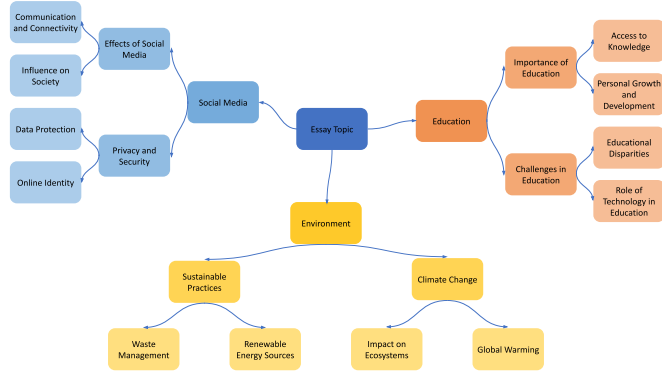 Communication
and Connectivity
Effects of Social
Media
Influence on
Society
Social Media
Data Protection
Privacy and
Security
Online Identity
Essay Topic
Education
Importance of
Education
Access to
Knowledge
Personal Growth and
Development
Challenges in
Education
Educational
Disparities
Role of
Technology in
Education
Environment
Sustainable
Practices
Climate Change
Waste
Management
Renewable
Energy Sources
Impact on
Ecosystems
Global Warming